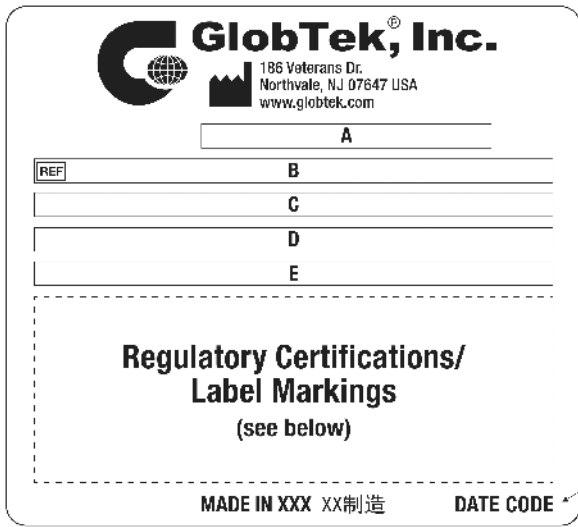 GlobTek®, Inc.
186 Veterans Dr.
Northvale, NJ 07647 USA
www.globtek.com
A
REF B
C
D
E
Regulatory Certifications/
Label Markings
(see below)
MADE IN XXX XX制造 DATE CODE